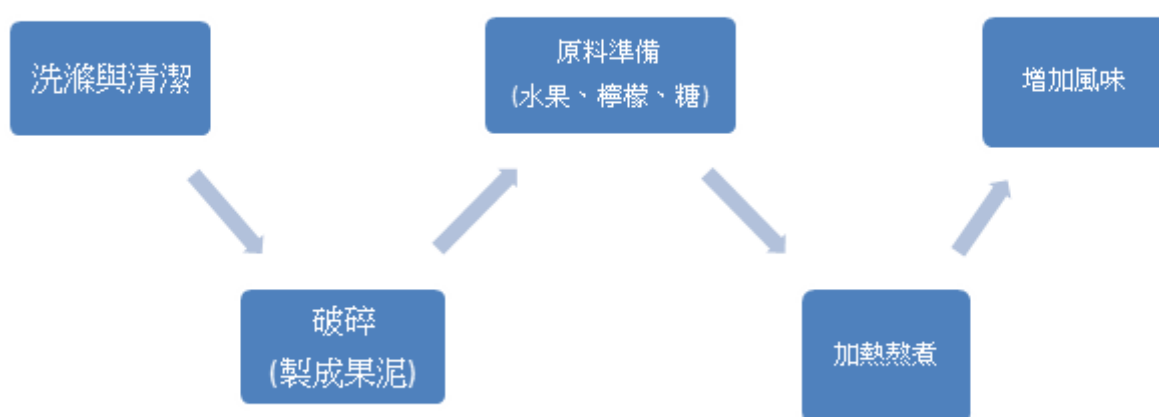 洗滌與清潔
破碎
(製成果泥)
原料準備
(水果、檸檬、糖)
加熱熬煮
增加風味